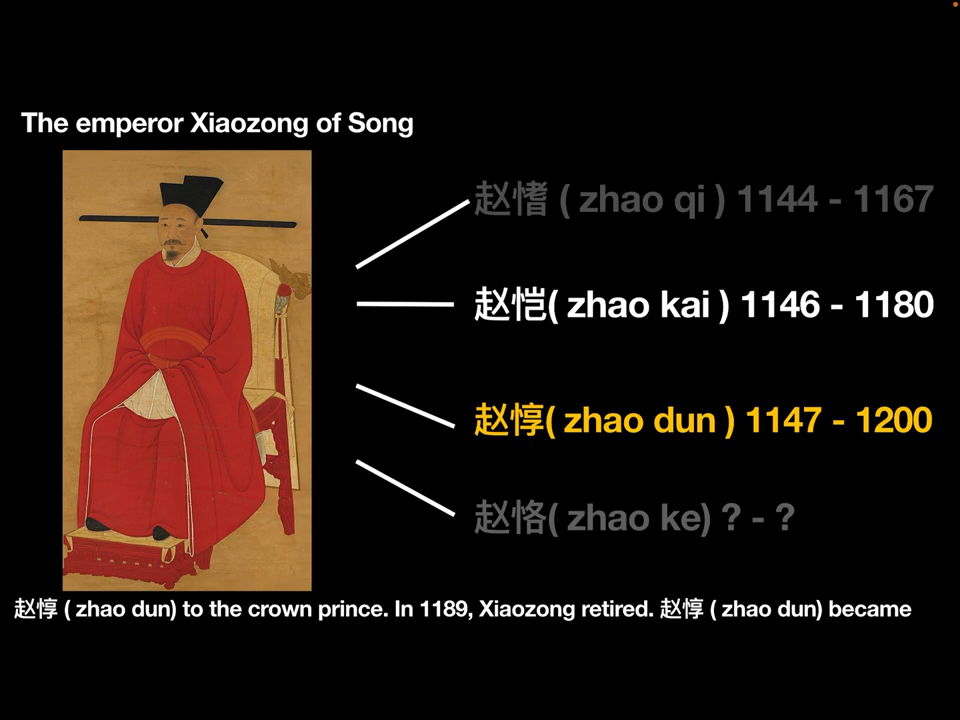 The emperor Xiaozong of Song
赵愭 ( zhao qi ) 1144 - 1167
赵恺( zhao kai ) 1146 - 1180
赵惇( zhao dun ) 1147 - 1200
赵恪( zhao ke) ? - ?
赵惇 ( zhao dun) to the crown prince. In 1189, Xiaozong retired. 赵惇 ( zhao dun) became